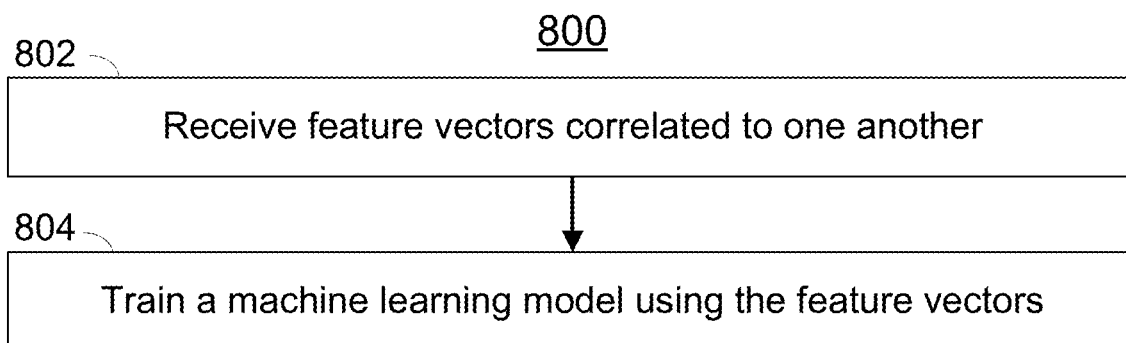 800
802
Receive feature vectors correlated to one another
804
Train a machine learning model using the feature vectors